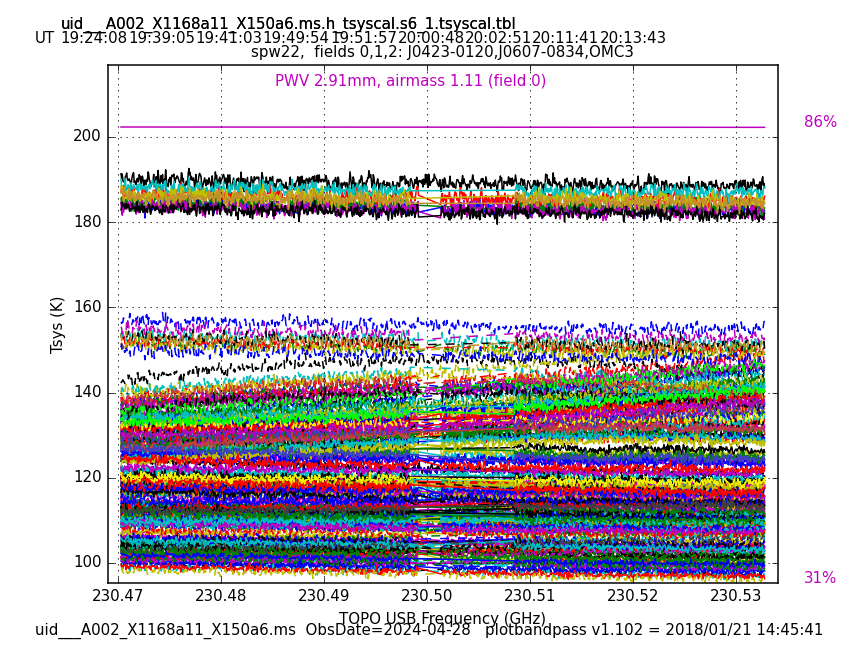 uid___A002_X1168a11_X150a6.ms.h_tsyscal.s6_1.tsyscal.tbl
UT 19:24:08 19:39:05 19:41:03 19:49:54 19:51:57 20:00:48 20:02:51 20:11:41 20:13:43
spw22, fields 0,1,2: J0423-0120,J0607-0834,OMC3
PWV 2.91mm, airmass 1.11 (field 0)
86%
200
180
160
140
120
100
Tsys (K)
31%
230.47 230.48 230.49 230.50 230.51 230.52 230.53
TOPO USB Frequency (GHz)
uid___A002_X1168a11_X150a6.ms ObsDate=2024-04-28 plotbandpass v1.102 = 2018/01/21 14:45:41